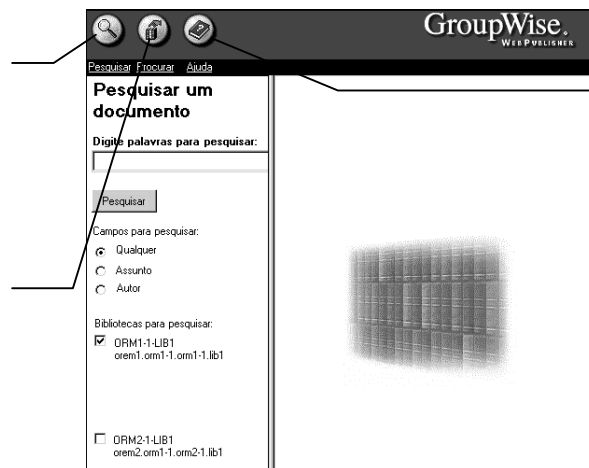 GroupWise.
WEBPUBLISHER
Pesquisar Procurar Ajuda
Pesquisar um
documento
Digite palavras para pesquisar:
Pesquisar
Campos para pesquisar:
Qualquer
Assunto
Autor
Bibliotecas para pesquisar:
ORM1-1-LIB1
orem1.orm1-1.orm1-1.lib1
ORM2-1-LIB1
orem2.orm1-1.orm2-1.lib1